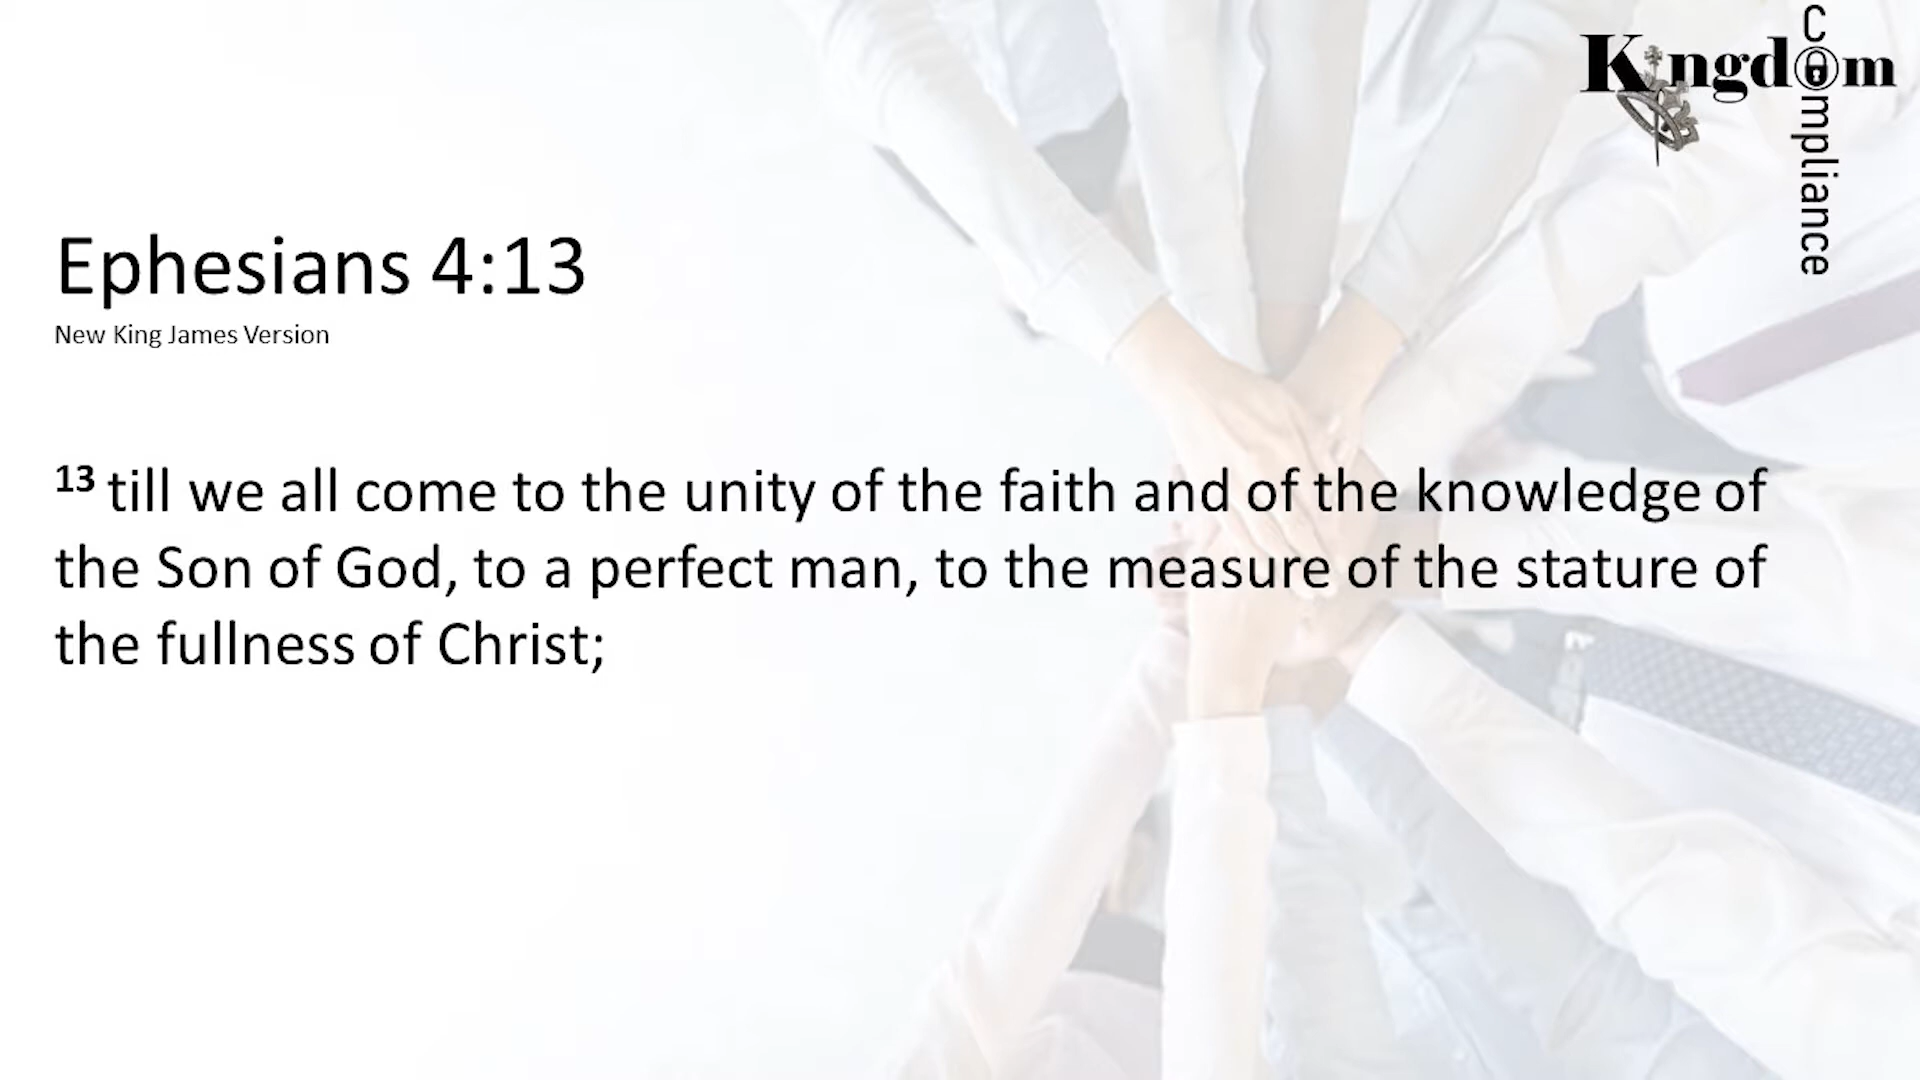 Kingdom
Compliance
Ephesians 4:13
New King James Version
13 till we all come to the unity of the faith and of the knowledge of
the Son of God, to a perfect man, to the measure of the stature of
the fullness of Christ;